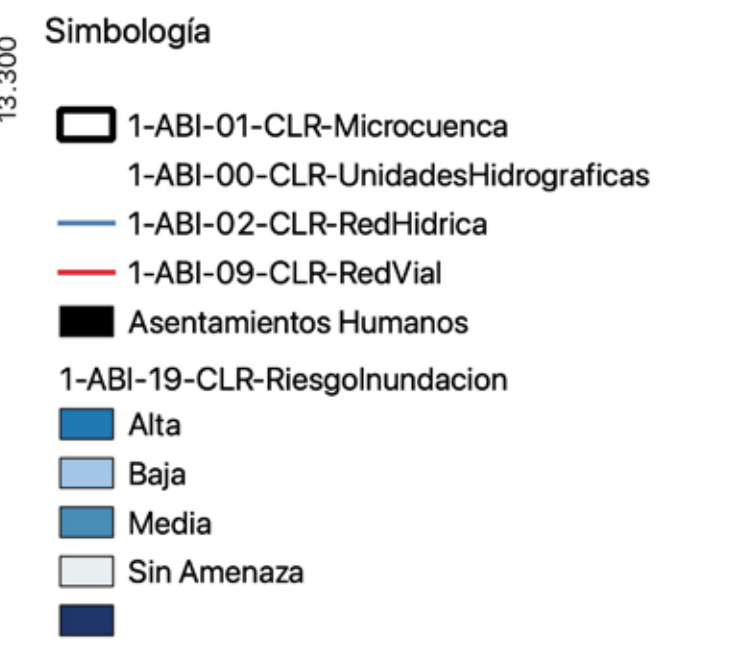 Simbología
13.300
1-ABI-01-CLR-Microcuenca
1-ABI-00-CLR-UnidadesHidrograficas
1-ABI-02-CLR-RedHidrica
1-ABI-09-CLR-RedVial
Asentamientos Humanos
1-ABI-19-CLR-RiesgoInundacion
Alta
Baja
Media
Sin Amenaza